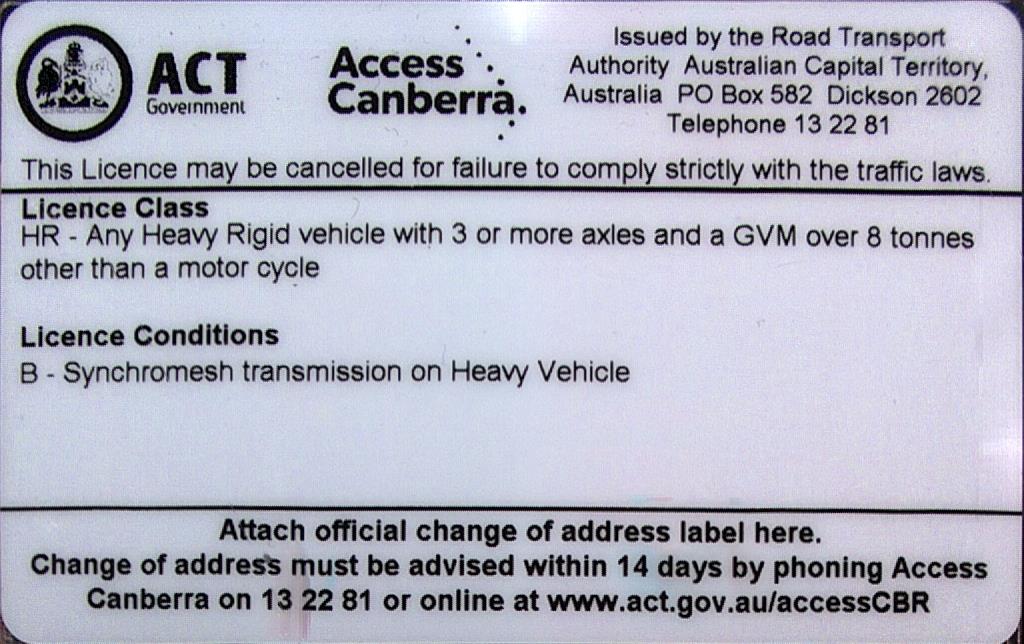 ACT
Government
Access
Canberra.
Issued by the Road Transport
Authority Australian Capital Territory,
Australia PO Box 582 Dickson 2602
Telephone 13 22 81
This Licence may be cancelled for failure to comply strictly with the traffic laws.
Licence Class
HR - Any Heavy Rigid vehicle with 3 or more axles and a GVM over 8 tonnes
other than a motor cycle
Licence Conditions
B - Synchromesh transmission on Heavy Vehicle
Attach official change of address label here.
Change of address must be advised within 14 days by phoning Access
Canberra on 13 22 81 or online at www.act.gov.au/accessCBR